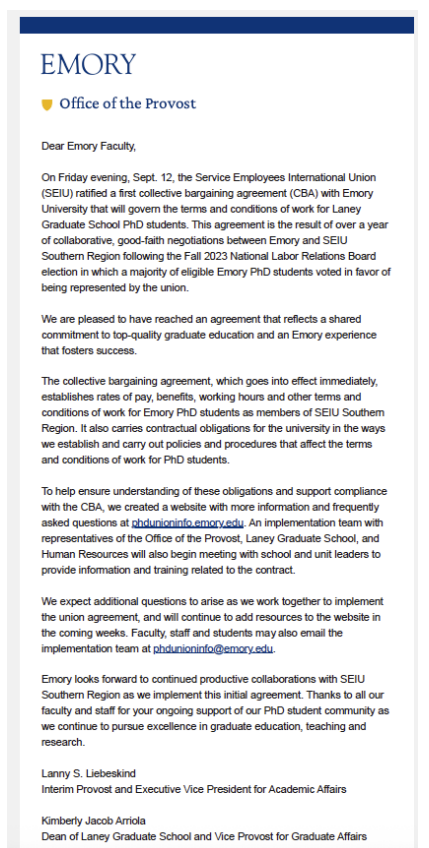 EMORY
Office of the Provost
Dear Emory Faculty,
On Friday evening, Sept. 12, the Service Employees International Union
(SEIU) ratified a first collective bargaining agreement (CBA) with Emory
University that will govern the terms and conditions of work for Laney
Graduate School PhD students. This agreement is the result of over a year
of collaborative, good-faith negotiations between Emory and SEIU
Southern Region following the Fall 2023 National Labor Relations Board
election in which a majority of eligible Emory PhD students voted in favor of
being represented by the union.
We are pleased to have reached an agreement that reflects a shared
commitment to top-quality graduate education and an Emory experience
that fosters success.
The collective bargaining agreement, which goes into effect immediately,
establishes rates of pay, benefits, working hours and other terms and
conditions of work for Emory PhD students as members of SEIU Southern
Region. It also carries contractual obligations for the university in the ways
we establish and carry out policies and procedures that affect the terms
and conditions of work for PhD students.
To help ensure understanding of these obligations and support compliance
with the CBA, we created a website with more information and frequently
asked questions at phdunioninfo.emory.edu. An implementation team with
representatives of the Office of the Provost, Laney Graduate School, and
Human Resources will also begin meeting with school and unit leaders to
provide information and training related to the contract.
We expect additional questions to arise as we work together to implement
the union agreement, and will continue to add resources to the website in
the coming weeks. Faculty, staff and students may also email the
implementation team at phdunioninfo@emory.edu.
Emory looks forward to continued productive collaborations with SEIU
Southern Region as we implement this initial agreement. Thanks to all our
faculty and staff for your ongoing support of our PhD student community as
we continue to pursue excellence in graduate education, teaching and
research.
Lanny S. Liebeskind
Interim Provost and Executive Vice President for Academic Affairs
Kimberly Jacob Arriola
Dean of Laney Graduate School and Vice Provost for Graduate Affairs